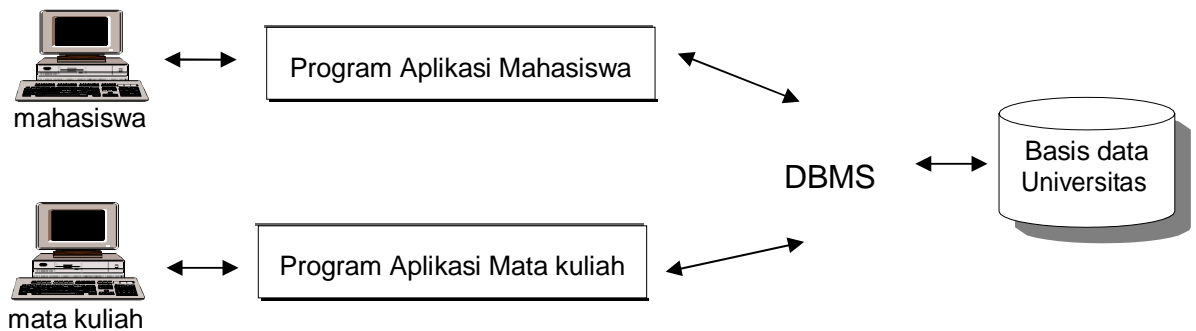 mahasiswa
Program Aplikasi Mahasiswa
DBMS
Basis data
Universitas
mata kuliah
Program Aplikasi Mata kuliah